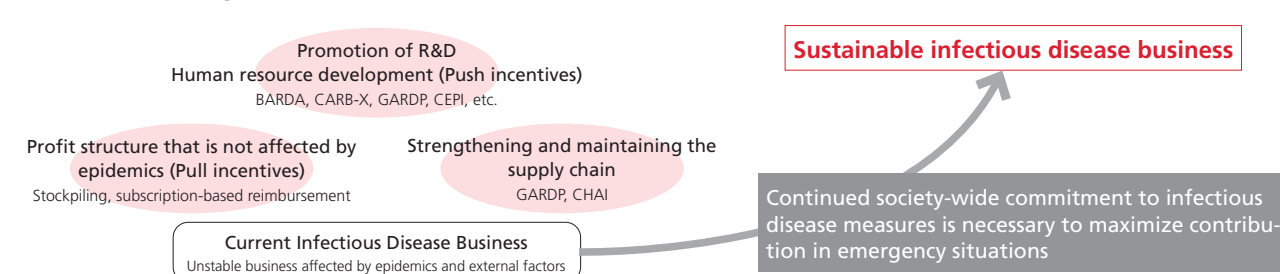 Promotion of R&D
Human resource development (Push incentives)
BARDA, CARB-X, GARDP, CEPI, etc.
Profit structure that is not affected by
epidemics (Pull incentives)
Stockpiling, subscription-based reimbursement
Strengthening and maintaining the
supply chain
GARDP, CHAI
Current Infectious Disease Business
Unstable business affected by epidemics and external factors
Sustainable infectious disease business
Continued society-wide commitment to infectious
disease measures is necessary to maximize contribu-
tion in emergency situations